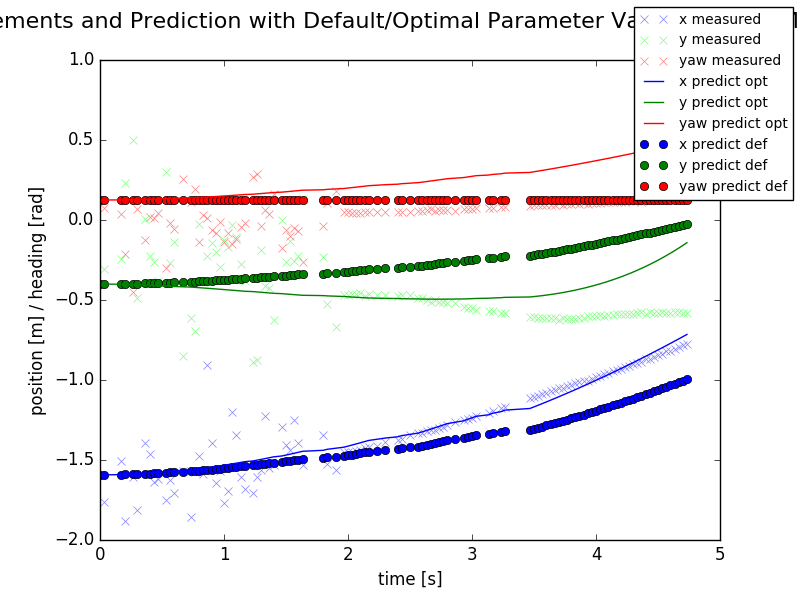 ements and Prediction with Default/Optimal Parameter Va
x measured
y measured
yaw measured
x predict opt
y predict opt
yaw predict opt
x predict def
y predict def
yaw predict def
1.0
0.5
0.0
−0.5
−1.0
−1.5
−2.0
position [m] / heading [rad]
0 1 2 3 4 5
time [s]